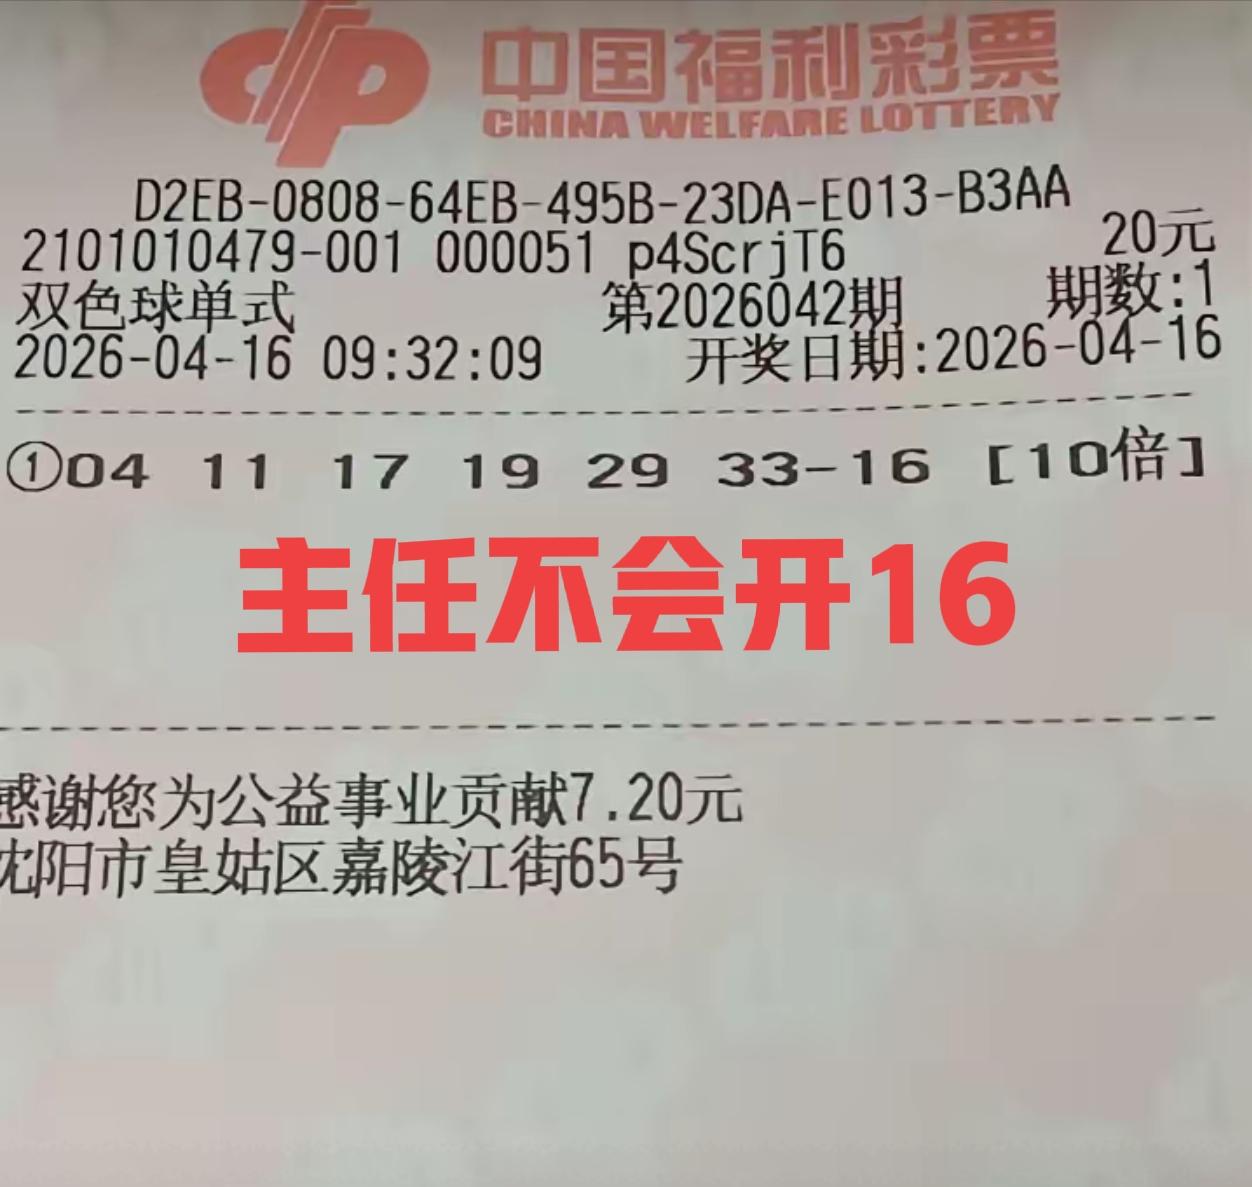 中国福利彩票
CHINA WELFARE LOTTERY
D2EB-0808-64EB-495B-23DA-E013-B3AA
2101010479-001 000051 p4ScrjT6 20元
双色球单式 第2026042期 期数:1
2026-04-16 09:32:09 开奖日期:2026-04-16
①04 11 17 19 29 33-16 [10倍]
主任不会开16
感谢您为公益事业贡献7.20元
沈阳市皇姑区嘉陵江街65号